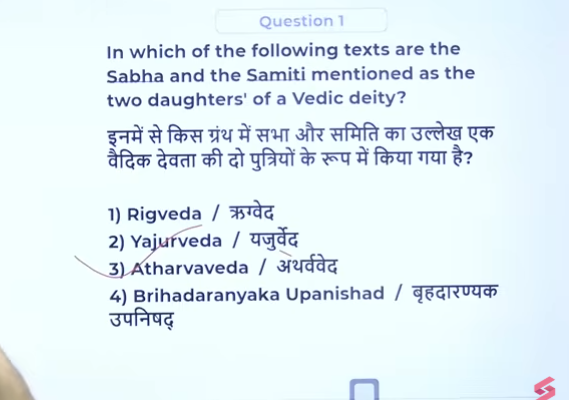 Question 1
In which of the following texts are the
Sabha and the Samiti mentioned as the
two daughters' of a Vedic deity?
इनमें से किस ग्रंथ में सभा और समिति का उल्लेख एक
वैदिक देवता की दो पुत्रियों के रूप में किया गया है?
1) Rigveda / ऋग्वेद
2) Yajurveda / यजुर्वेद
3) Atharvaveda / अथर्ववेद
4) Brihadaranyaka Upanishad / बृहदारण्यक
उपनिषद्